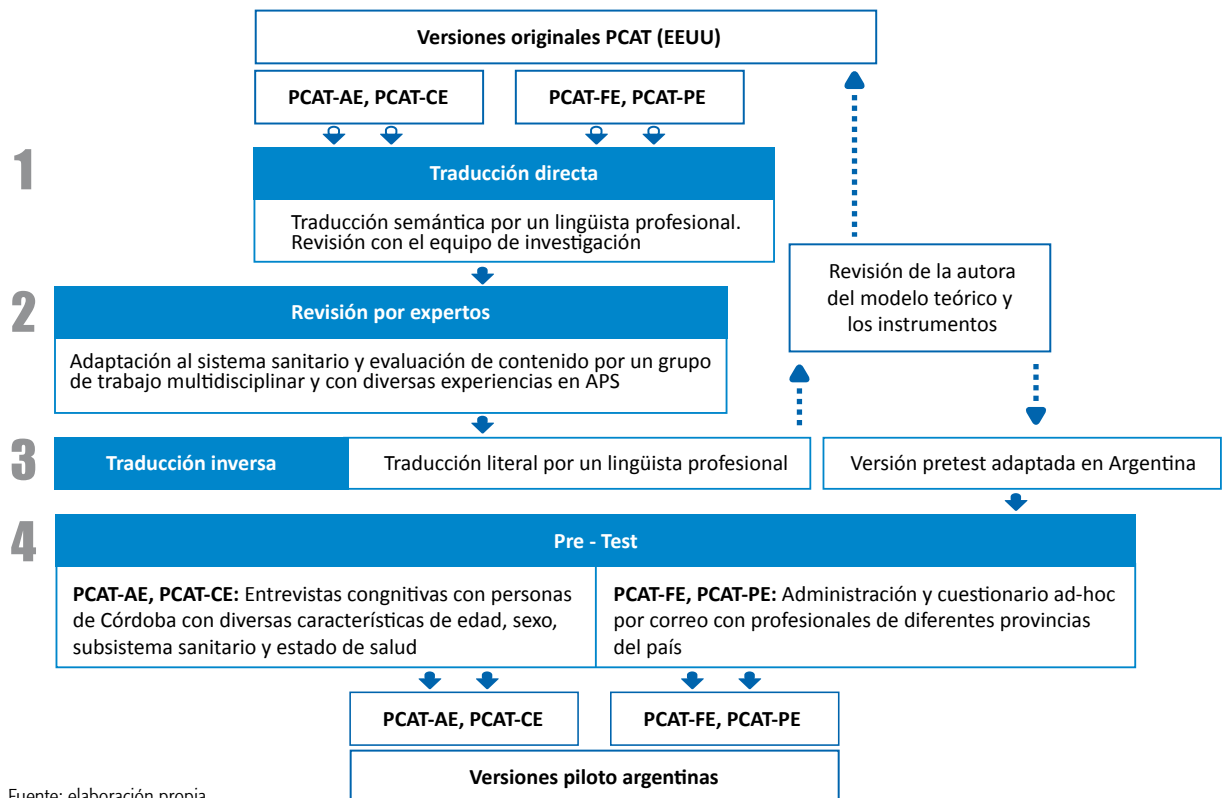 Versiones originales PCAT (EEUU)
PCAT-AE, PCAT-CE
PCAT-FE, PCAT-PE
1
Traducción directa
Traducción semántica por un lingüista profesional.
Revisión con el equipo de investigación
Revisión de la autora
del modelo teórico y
los instrumentos
2
Revisión por expertos
Adaptación al sistema sanitario y evaluación de contenido por un grupo
de trabajo multidisciplinar y con diversas experiencias en APS
3
Traducción inversa
Traducción literal por un lingüista profesional
Versión pretest adaptada en Argentina
4
Pre - Test
PCAT-AE, PCAT-CE: Entrevistas congnitivas con personas
de Córdoba con diversas características de edad, sexo,
subsistema sanitario y estado de salud
PCAT-FE, PCAT-PE: Administración y cuestionario ad-hoc
por correo con profesionales de diferentes provincias
del país
PCAT-AE, PCAT-CE
PCAT-FE, PCAT-PE
Versiones piloto argentinas
Fuente: elaboración propia